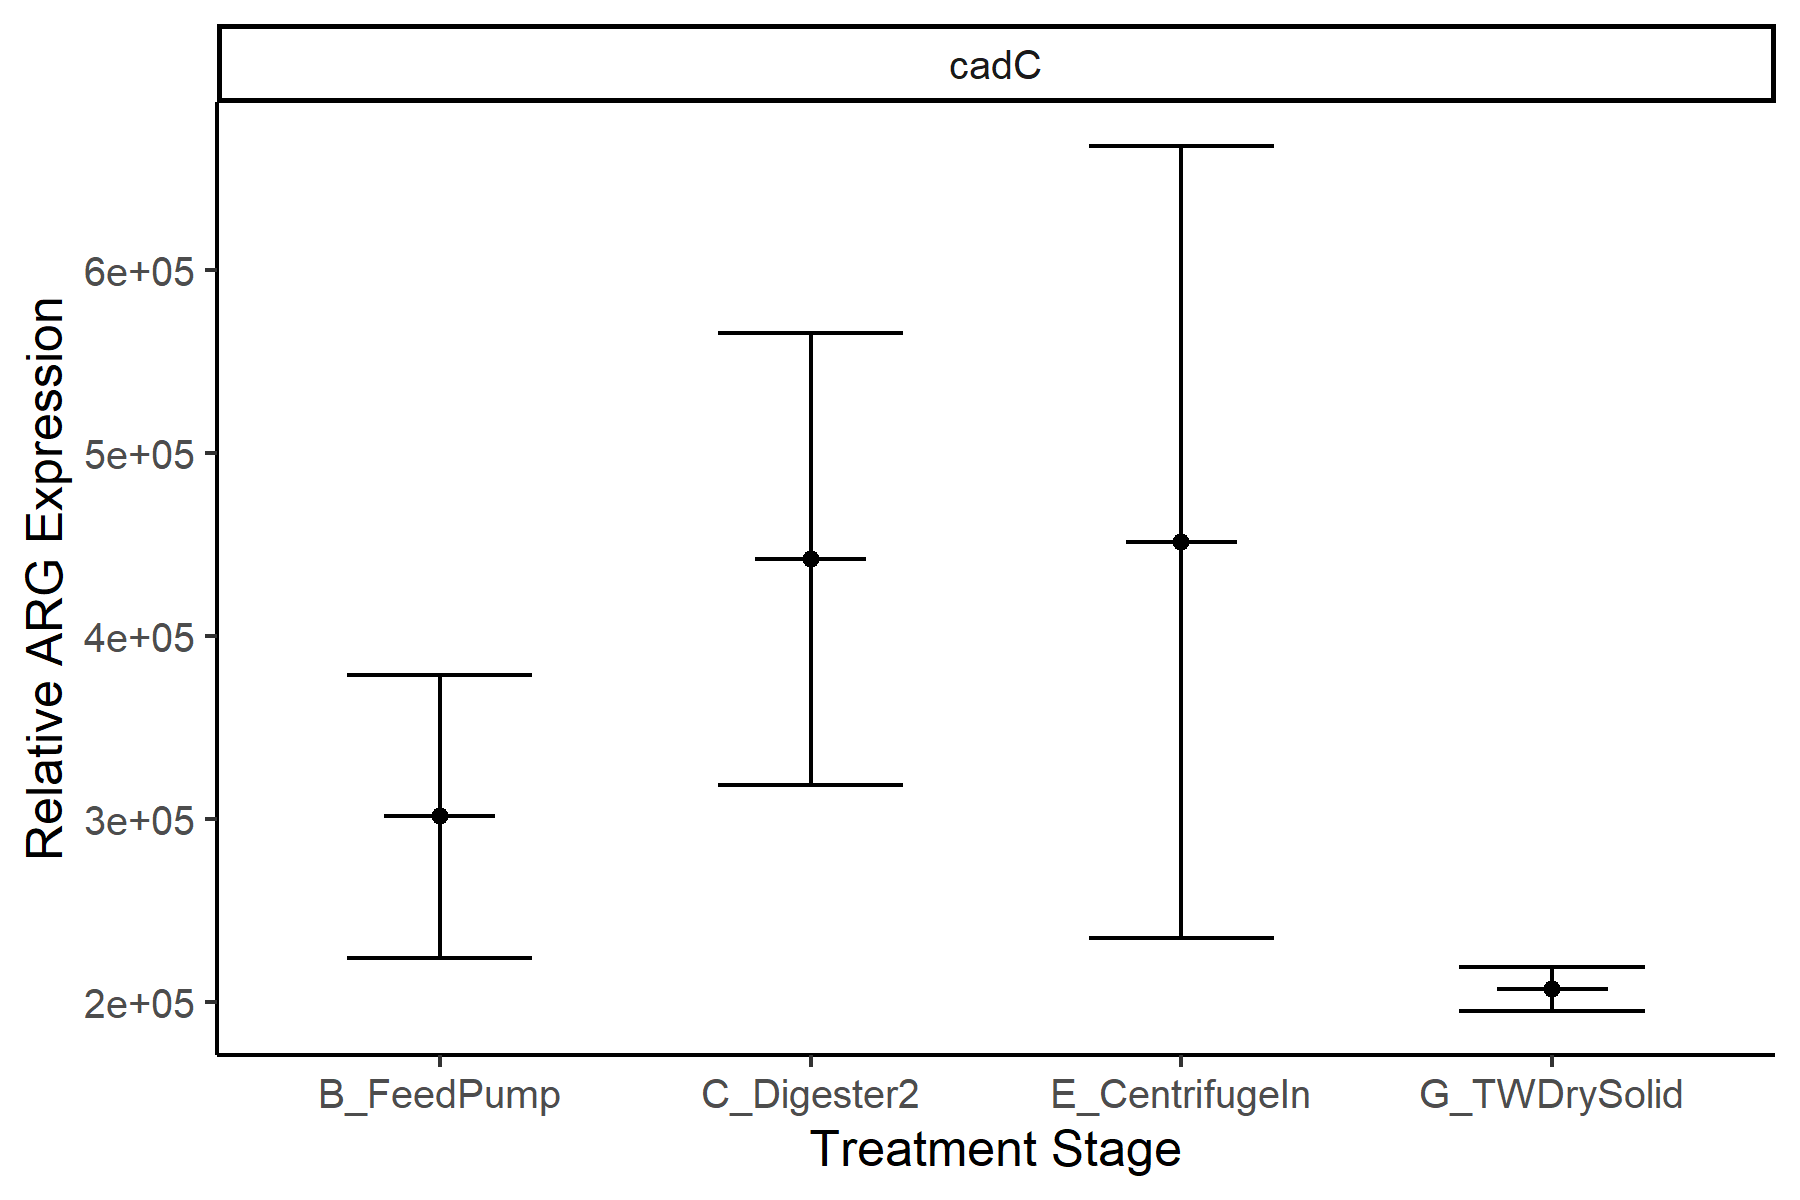 cadC
Relative ARG Expression
6e+05
5e+05
4e+05
3e+05
2e+05
B_FeedPump
C_Digester2
E_CentrifugeIn
G_TWDrySolid
Treatment Stage